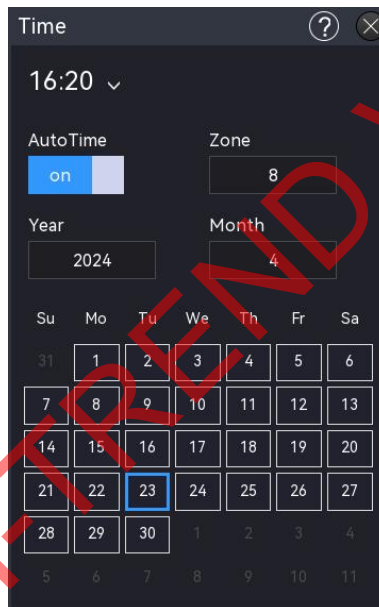 Time ?
16:20
AutoTime Zone
on 8
Year Month
2024 4
Su Mo Tu We Th Fr Sa
31 1 2 3 4 5 6
7 8 9 10 11 12 13
14 15 16 17 18 19 20
21 22 23 24 25 26 27
28 29 30 1 2 3 4
5 6 7 8 9 10 11
-TREND